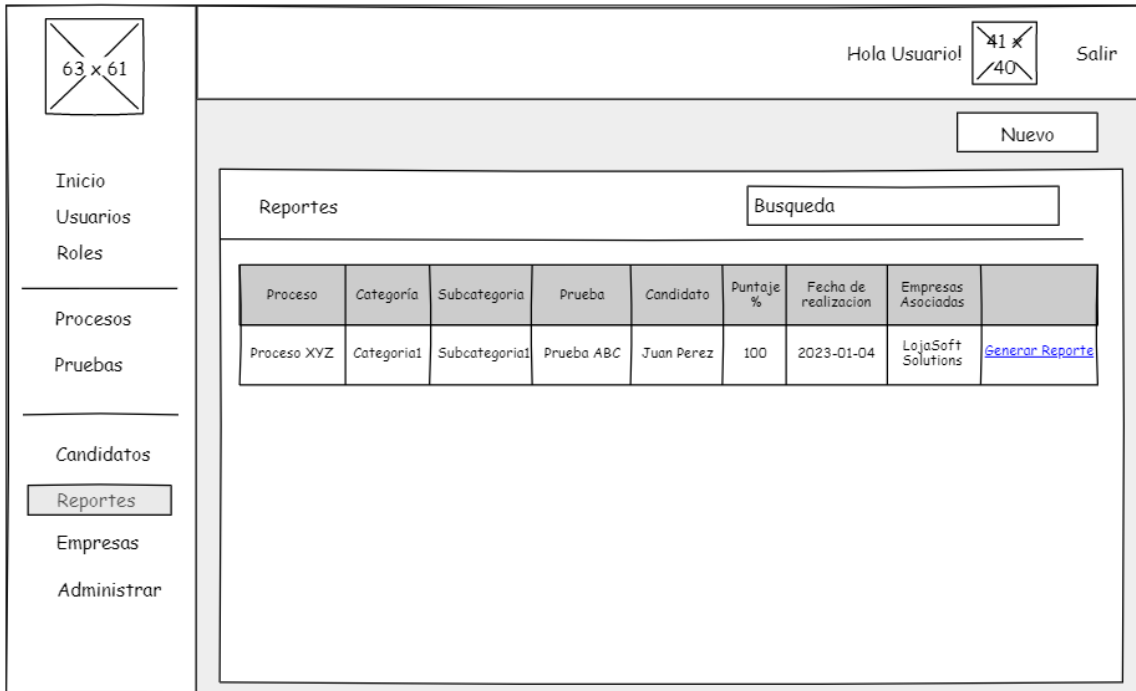 63 x 61
Hola Usuario!
41 x
40
Salir
Nuevo
Inicio
Usuarios
Roles
Procesos
Pruebas
Candidatos
Reportes
Empresas
Administrar
Reportes
Busqueda
Proceso Categoría Subcategoria Prueba Candidato Puntaje % Fecha de realizacion Empresas Asociadas
Proceso XYZ Categoria1 Subcategoria1 Prueba ABC Juan Perez 100 2023-01-04 LojaSoft Solutions Generar Reporte